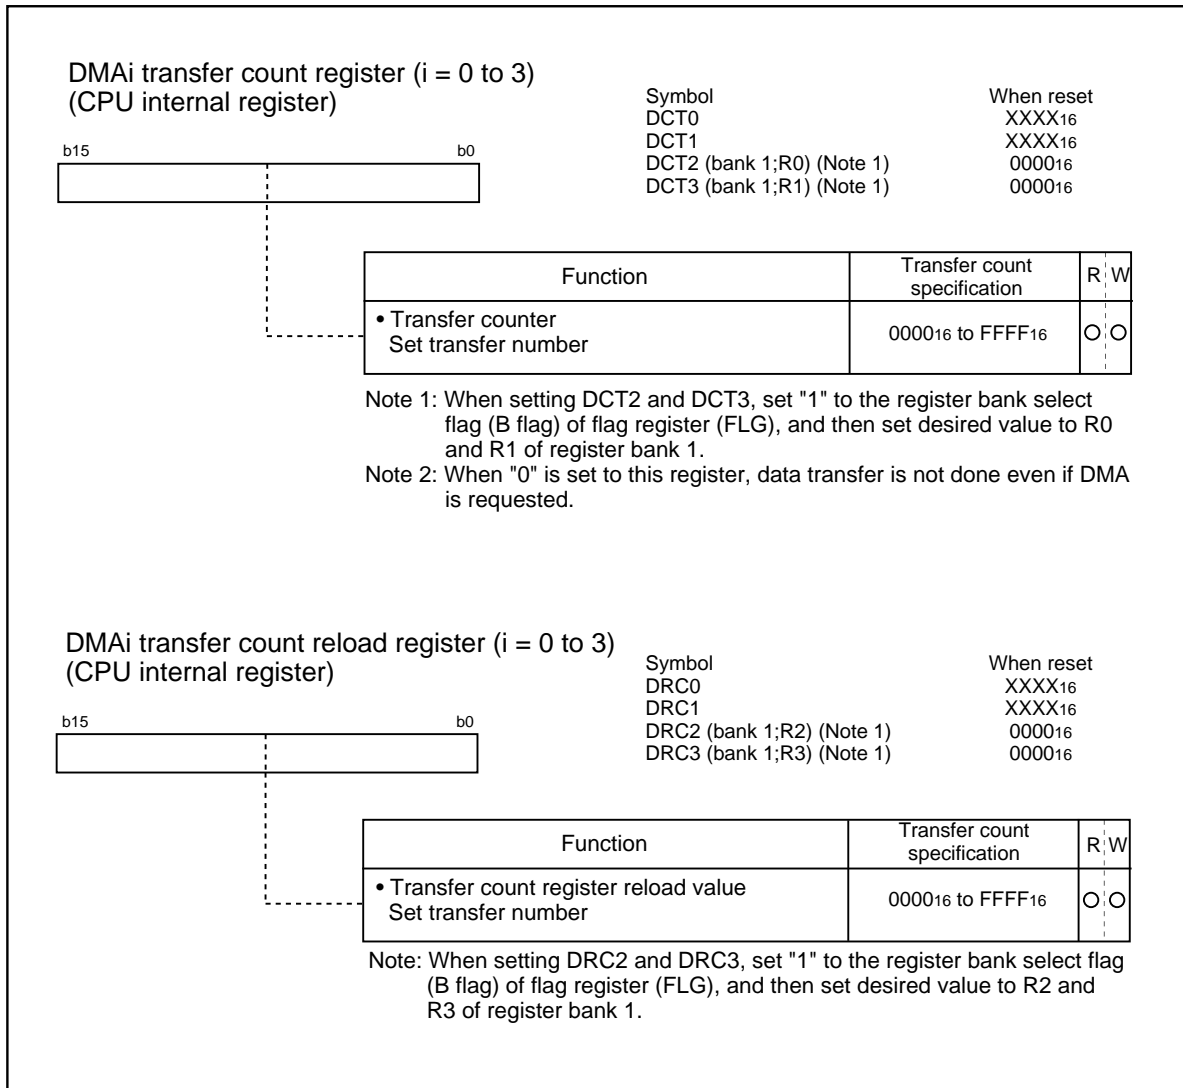 DMAi transfer count register (i = 0 to 3)
(CPU internal register)
Symbol When reset
DCT0 XXXX16
DCT1 XXXX16
DCT2 (bank 1;R0) (Note 1) 000016
DCT3 (bank 1;R1) (Note 1) 000016
b15 b0
Function Transfer count specification R W
• Transfer counter
Set transfer number 000016 to FFFF16 O O
Note 1: When setting DCT2 and DCT3, set "1" to the register bank select
flag (B flag) of flag register (FLG), and then set desired value to R0
and R1 of register bank 1.
Note 2: When "0" is set to this register, data transfer is not done even if DMA
is requested.
DMAi transfer count reload register (i = 0 to 3)
(CPU internal register)
Symbol When reset
DRC0 XXXX16
DRC1 XXXX16
DRC2 (bank 1;R2) (Note 1) 000016
DRC3 (bank 1;R3) (Note 1) 000016
b15 b0
Function Transfer count specification R W
• Transfer count register reload value
Set transfer number 000016 to FFFF16 O O
Note: When setting DRC2 and DRC3, set "1" to the register bank select flag
(B flag) of flag register (FLG), and then set desired value to R2 and
R3 of register bank 1.